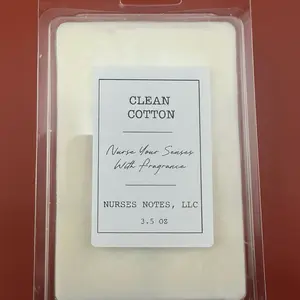 CLEAN
COTTON
Nurse Your Senses
With Fragrance
NURSES NOTES, LLC
3.5 OZ